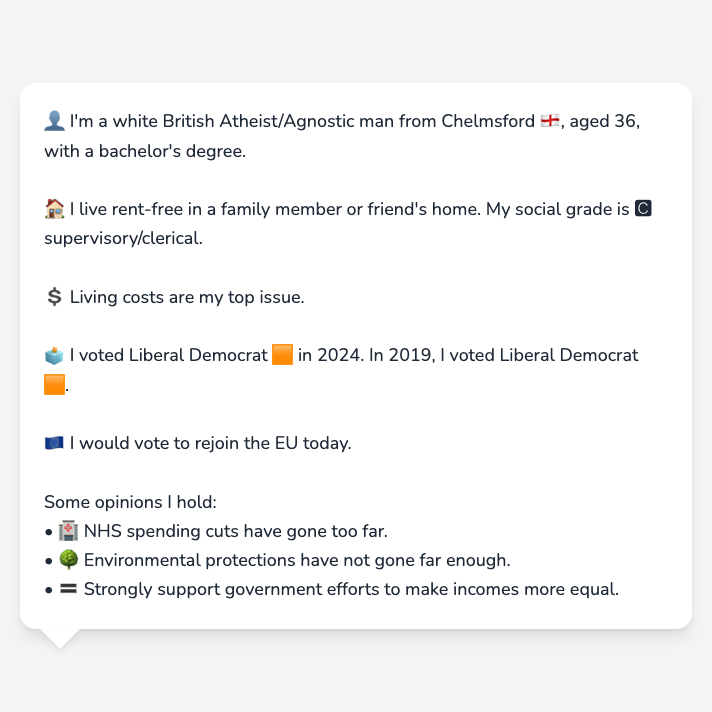 👤 I'm a white British Atheist/Agnostic man from Chelmsford 🏴󠁧󠁢󠁥󠁮󠁧󠁿, aged 36,
with a bachelor's degree.
🏠 I live rent-free in a family member or friend's home. My social grade is 🅲
supervisory/clerical.
💲 Living costs are my top issue.
🗳️ I voted Liberal Democrat 🟧 in 2024. In 2019, I voted Liberal Democrat
🟧.
🇪🇺 I would vote to rejoin the EU today.
Some opinions I hold:
• 🏥 NHS spending cuts have gone too far.
• 🌳 Environmental protections have not gone far enough.
• 🟰 Strongly support government efforts to make incomes more equal.